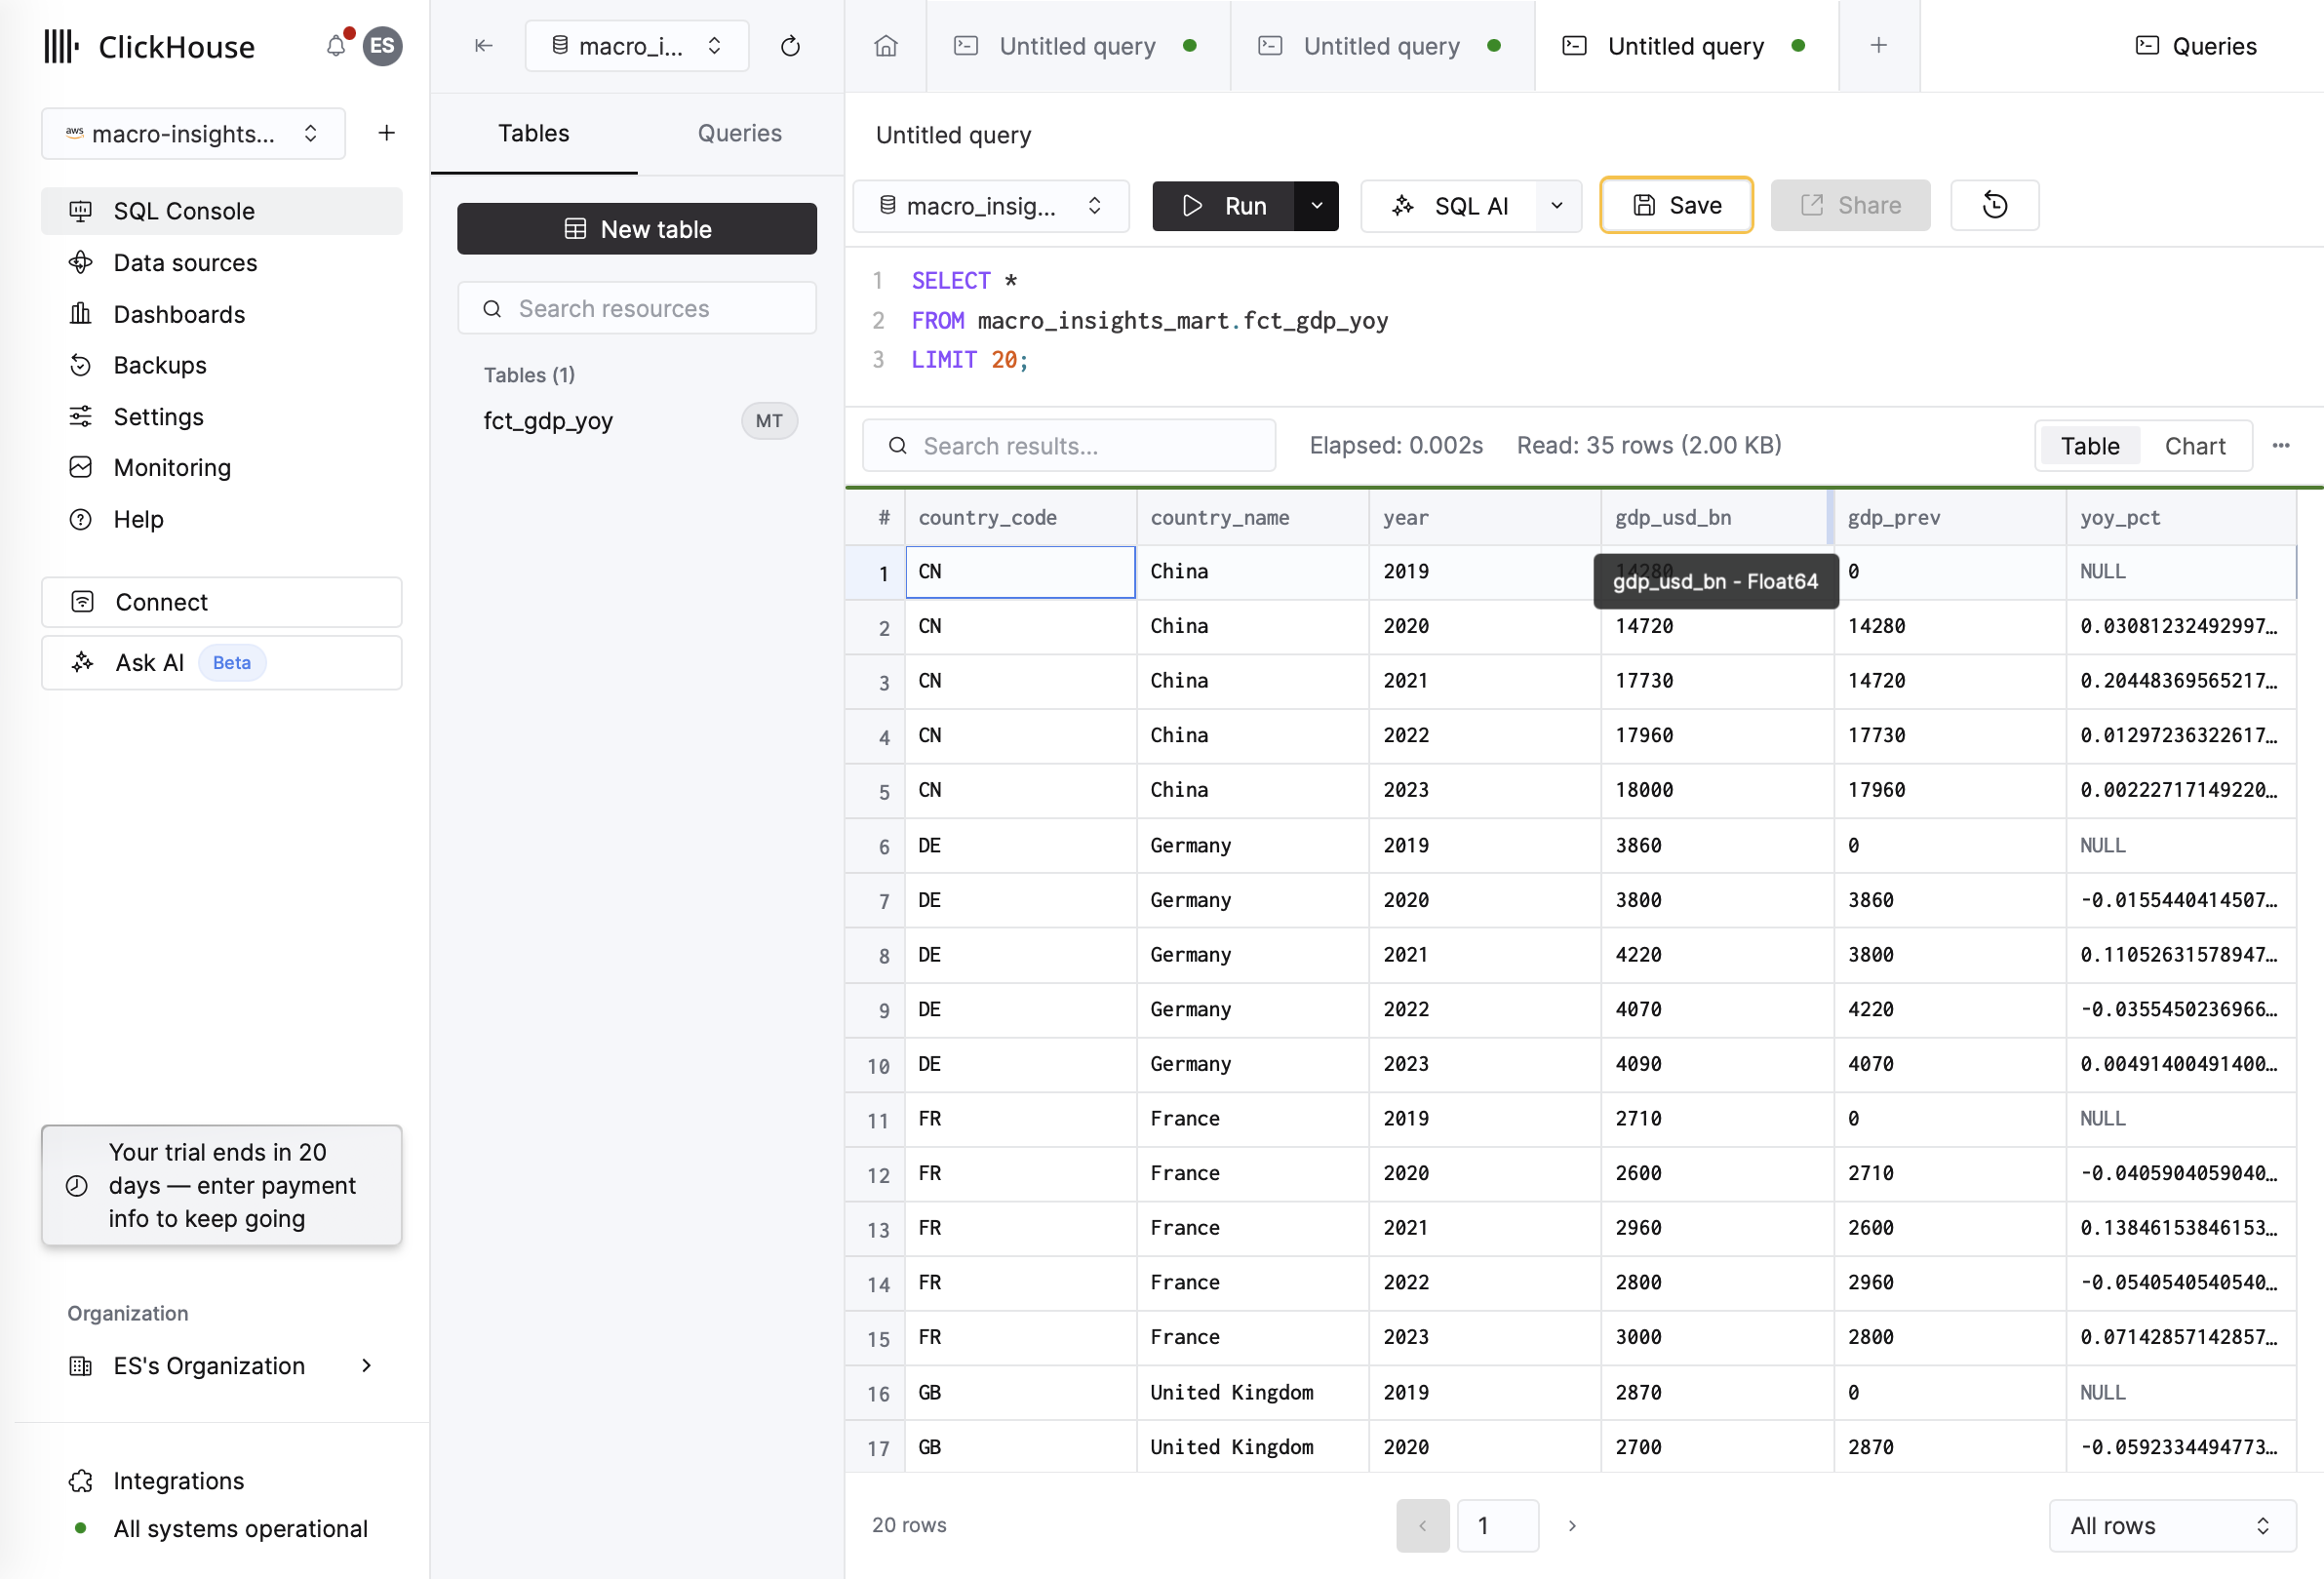 ClickHouse
ES
aws macro-insights...
SQL Console
Data sources
Dashboards
Backups
Settings
Monitoring
Help
Connect
Ask AI Beta
Your trial ends in 20
days — enter payment
info to keep going
Organization
ES's Organization
Integrations
All systems operational
macro_i...
Tables Queries
New table
Search resources
Tables (1)
fct_gdp_yoy MT
Untitled query Untitled query Untitled query Queries
Untitled query
macro_insig... Run SQL AI Save Share
1 SELECT *
2 FROM macro_insights_mart.fct_gdp_yoy
3 LIMIT 20;
Search results... Elapsed: 0.002s Read: 35 rows (2.00 KB) Table Chart
# country_code country_name year gdp_usd_bn gdp_prev yoy_pct
1 CN China 2019 14280 0 NULL
gdp_usd_bn - Float64
2 CN China 2020 14720 14280 0.03081232492997...
3 CN China 2021 17730 14720 0.20448369565217...
4 CN China 2022 17960 17730 0.01297236322617...
5 CN China 2023 18000 17960 0.00222717149220...
6 DE Germany 2019 3860 0 NULL
7 DE Germany 2020 3800 3860 -0.0155440414507...
8 DE Germany 2021 4220 3800 0.11052631578947...
9 DE Germany 2022 4070 4220 -0.0355450236966...
10 DE Germany 2023 4090 4070 0.00491400491400...
11 FR France 2019 2710 0 NULL
12 FR France 2020 2600 2710 -0.0405904059040...
13 FR France 2021 2960 2600 0.13846153846153...
14 FR France 2022 2800 2960 -0.0540540540540...
15 FR France 2023 3000 2800 0.07142857142857...
16 GB United Kingdom 2019 2870 0 NULL
17 GB United Kingdom 2020 2700 2870 -0.0592334494773...
20 rows 1 All rows